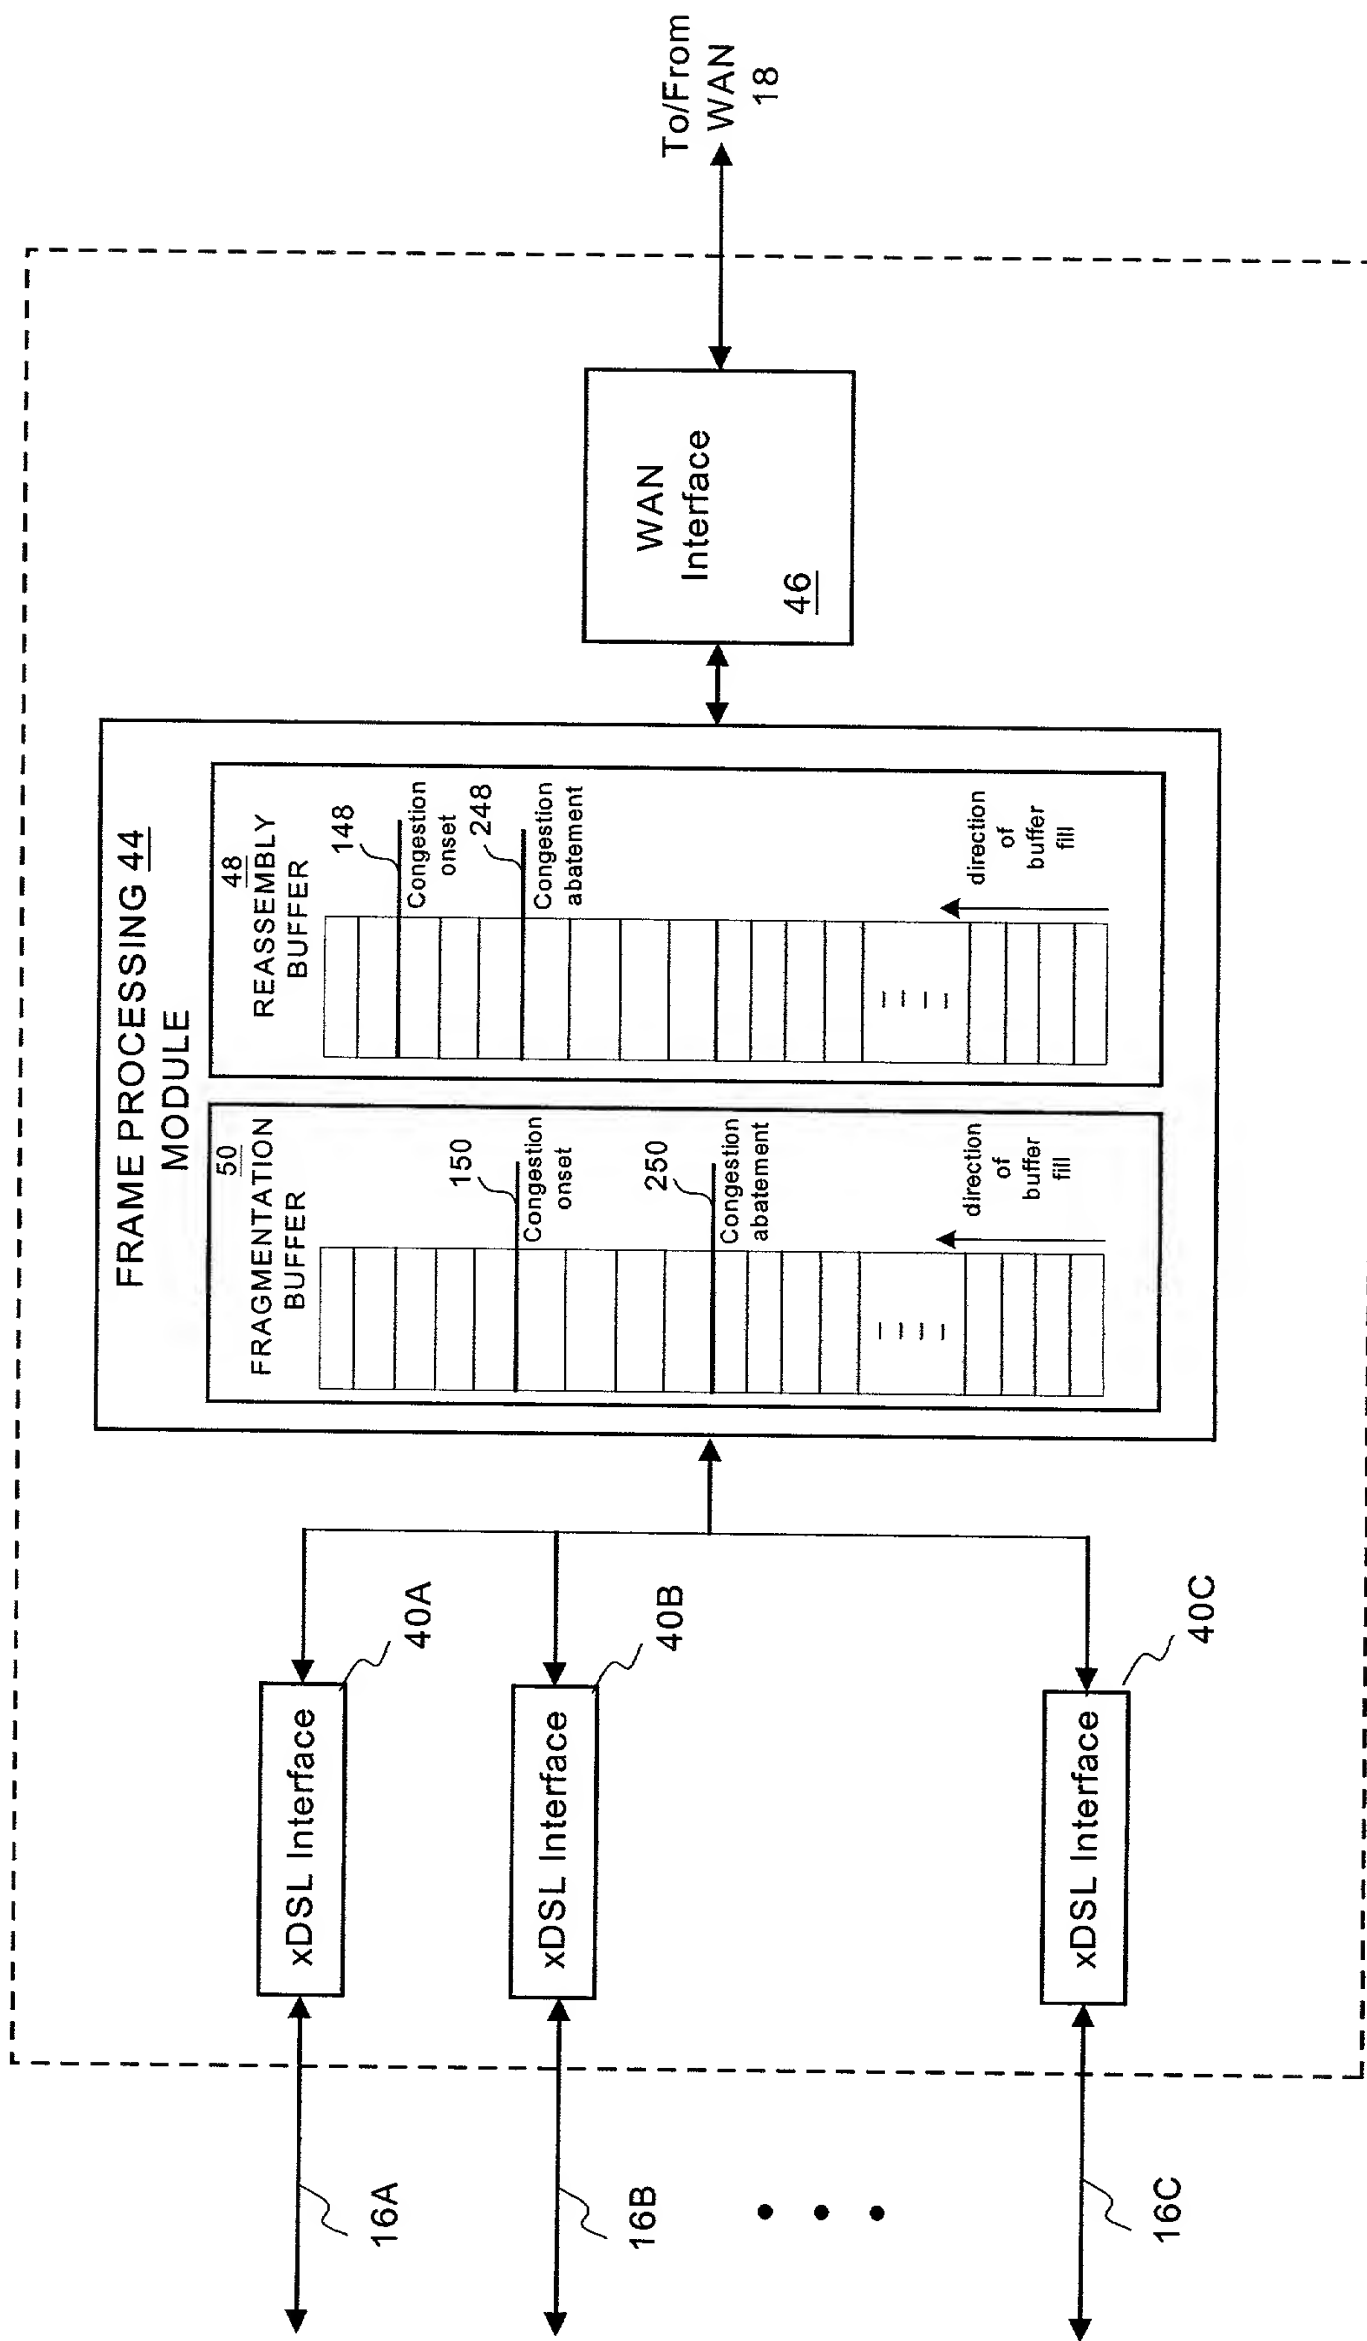 FRAME PROCESSING 44
MODULE
50
FRAGMENTATION
BUFFER
150
Congestion
onset
250
Congestion
abatement
direction
of
buffer
fill
48
REASSEMBLY
BUFFER
148
Congestion
onset
248
Congestion
abatement
direction
of
buffer
fill
xDSL Interface
40A
16A
xDSL Interface
40B
16B
xDSL Interface
40C
16C
WAN
Interface
46
To/From
WAN
18